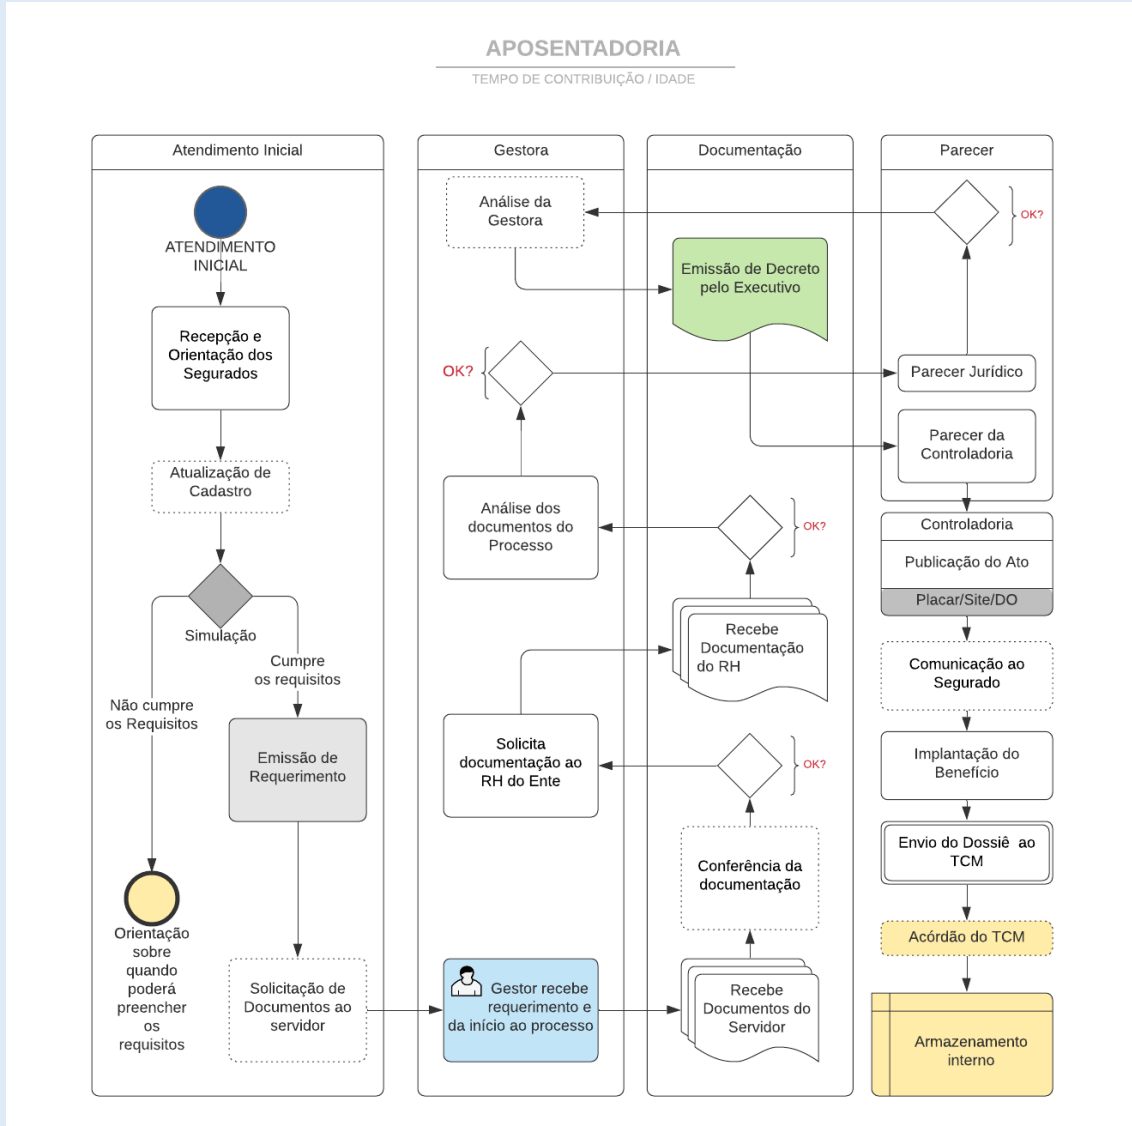 APOSENTADORIA
TEMPO DE CONTRIBUIÇÃO / IDADE
Atendimento Inicial
ATENDIMENTO
INICIAL
Recepção e
Orientação dos
Segurados
Atualização de
Cadastro
Simulação
Cumpre
os requisitos
Não cumpre
os Requisitos
Emissão de
Requerimento
Orientação
sobre
quando
poderá
preencher
os
requisitos
Solicitação de
Documentos ao
servidor
Gestora
Análise da
Gestora
OK?
Análise dos
documentos do
Processo
Solicita
documentação ao
RH do Ente
Gestor recebe
requerimento e
da início ao processo
Documentação
Emissão de Decreto
pelo Executivo
OK?
Recebe
Documentação
do RH
OK?
Conferência da
documentação
Recebe
Documentos do
Servidor
Parecer
OK?
Parecer Jurídico
Parecer da
Controladoria
Controladoria
Publicação do Ato
Placar/Site/DO
Comunicação ao
Segurado
Implantação do
Benefício
Envio do Dossiê ao
TCM
Acórdão do TCM
Armazenamento
interno